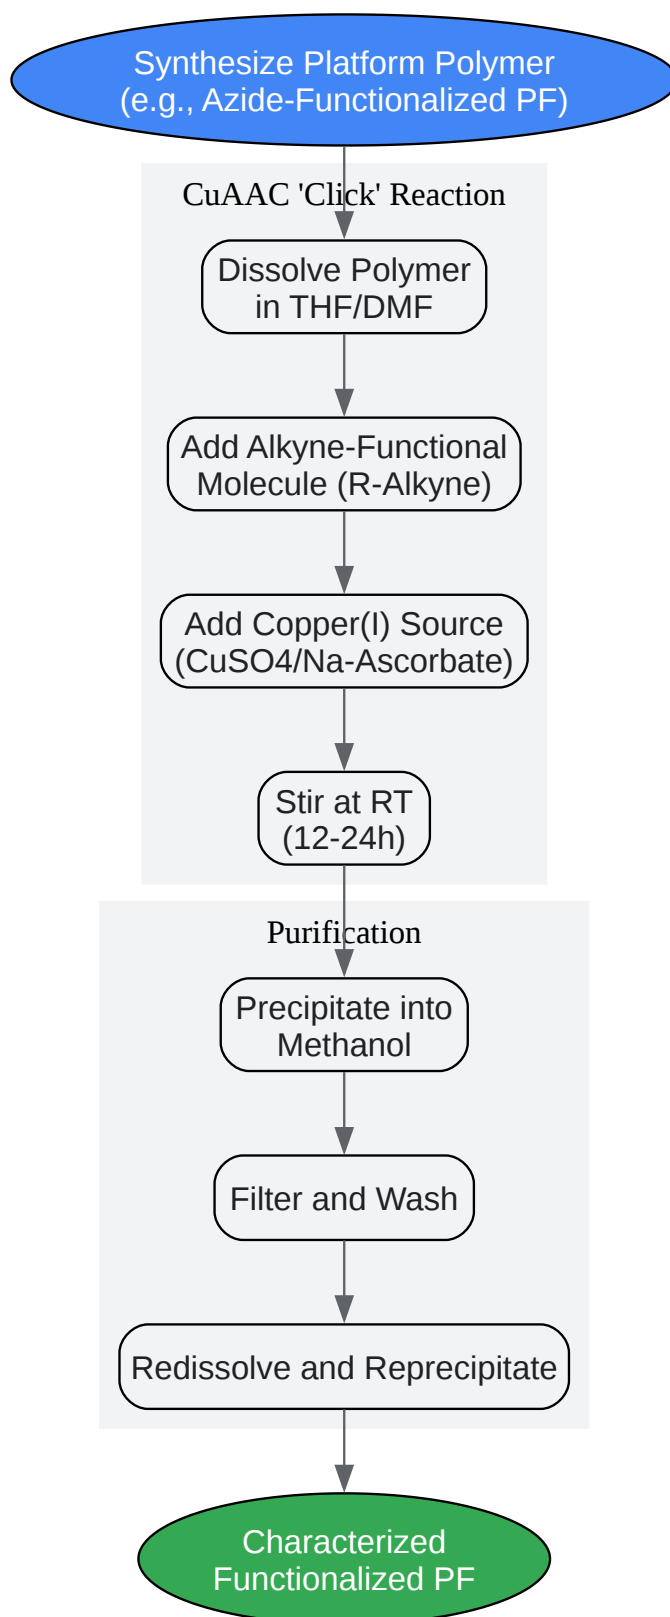 Synthesize Platform Polymer
(e.g., Azide-Functionalized PF)
CuAAC 'Click' Reaction
Dissolve Polymer
in THF/DMF
Add Alkyne-Functional
Molecule (R-Alkyne)
Add Copper(I) Source
(CuSO4/Na-Ascorbate)
Stir at RT
(12-24h)
Purification
Precipitate into
Methanol
Filter and Wash
Redissolve and Reprecipitate
Characterized
Functionalized PF